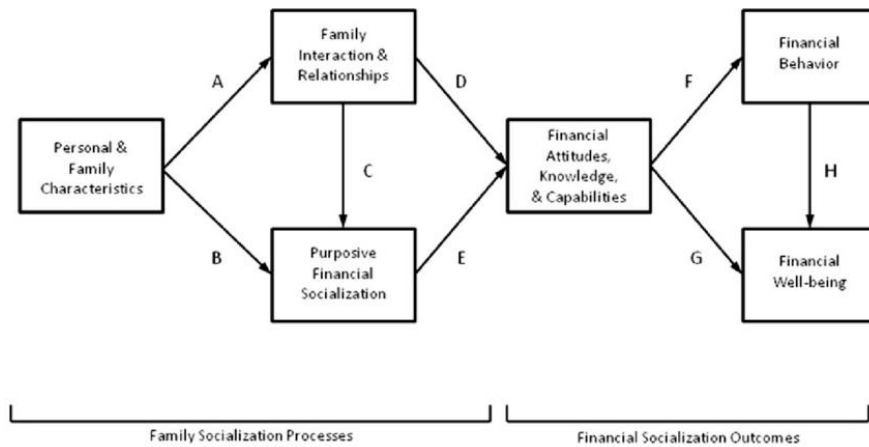 Family
Interaction &
Relationships
Financial
Behavior
A
D
F
Personal &
Family
Characteristics
C
Financial
Attitudes,
Knowledge,
& Capabilities
H
B
Purposive
Financial
Socialization
E
G
Financial
Well-being
Family Socialization Processes
Financial Socialization Outcomes